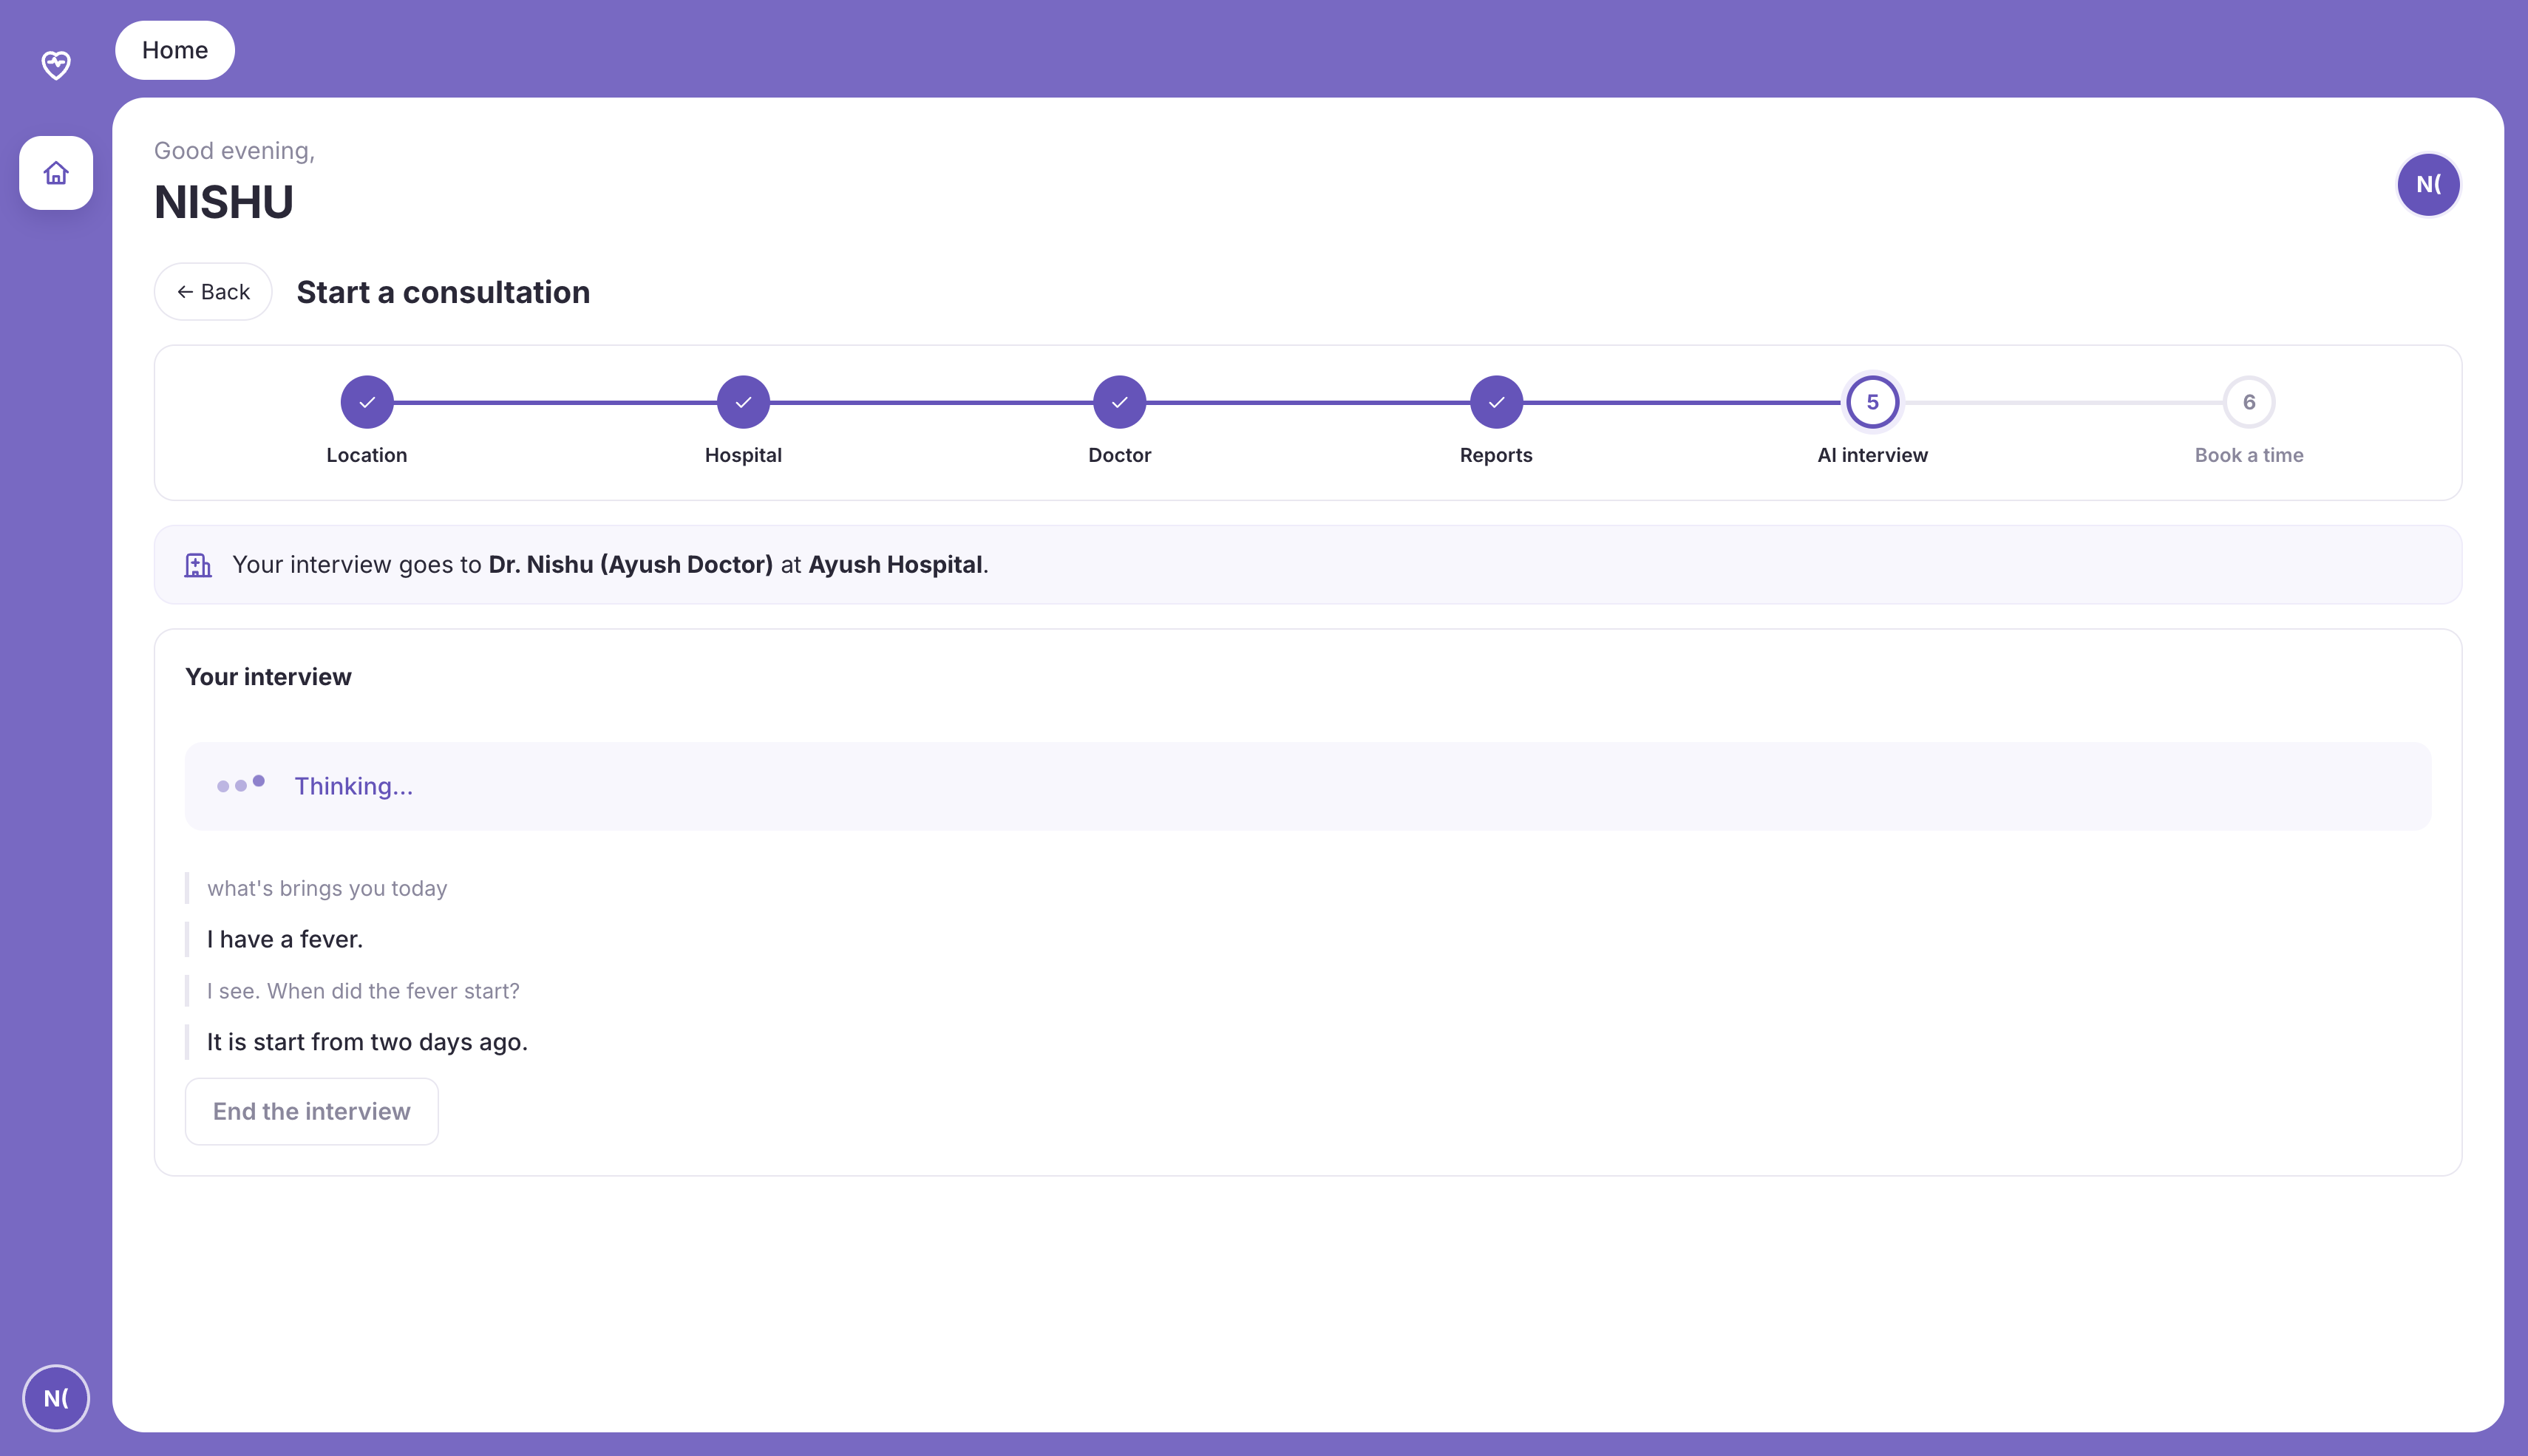 Home
Good evening,
NISHU
N(
← Back
Start a consultation
Location
Hospital
Doctor
Reports
5
AI interview
6
Book a time
Your interview goes to Dr. Nishu (Ayush Doctor) at Ayush Hospital.
Your interview
Thinking...
what's brings you today
I have a fever.
I see. When did the fever start?
It is start from two days ago.
End the interview
N(